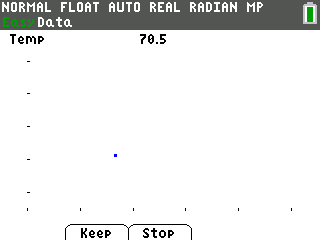 NORMAL FLOAT AUTO REAL RADIAN MP
EasyData
Temp 70.5
Keep Stop